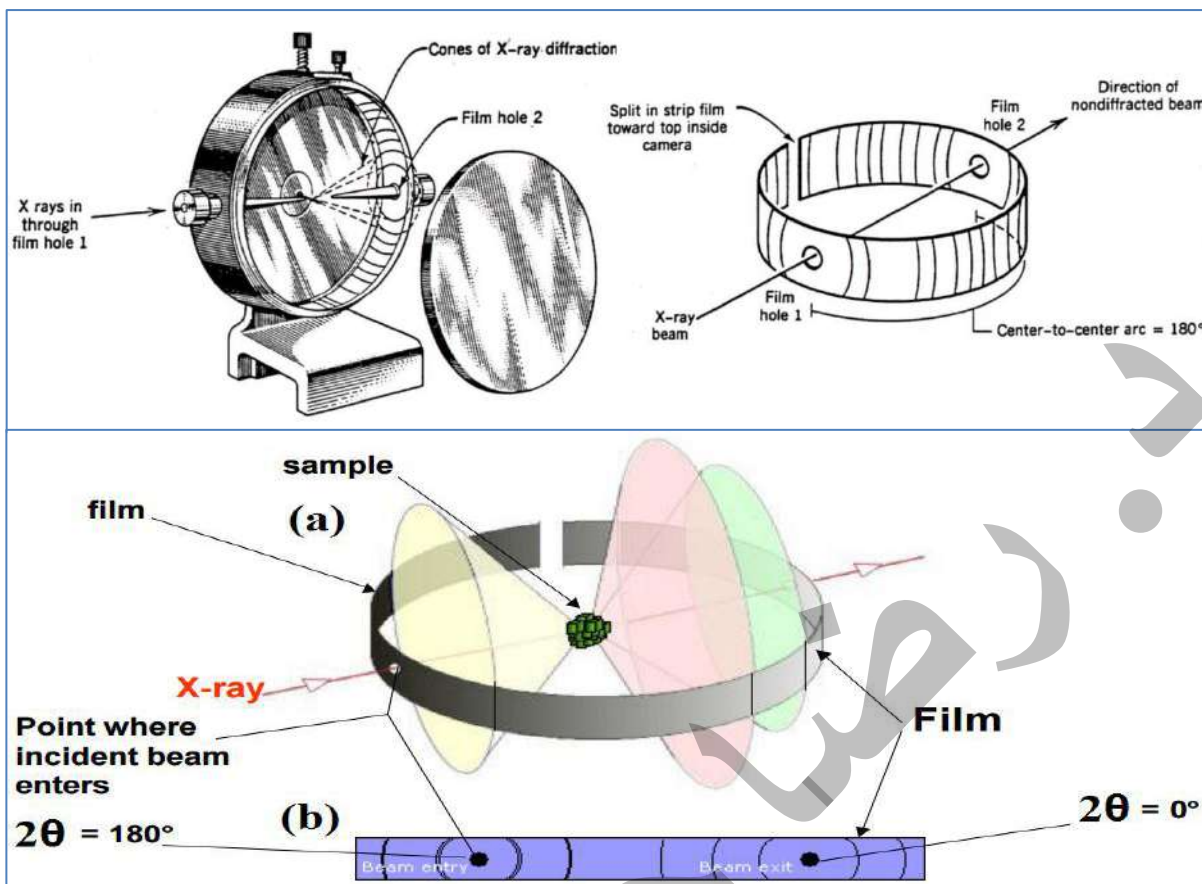 Cones of X-ray diffraction
Film hole 2
X rays in
through
film hole 1
Split in strip film
toward top inside
camera
Film
hole 2
Direction of
nondiffracted beam
X-ray
beam
Film
hole 1
Center-to-center arc = 180°
sample
film
(a)
X-ray
Point where
incident beam
enters
Film
2θ = 180°
(b)
2θ = 0°
Beam entry
Beam exit